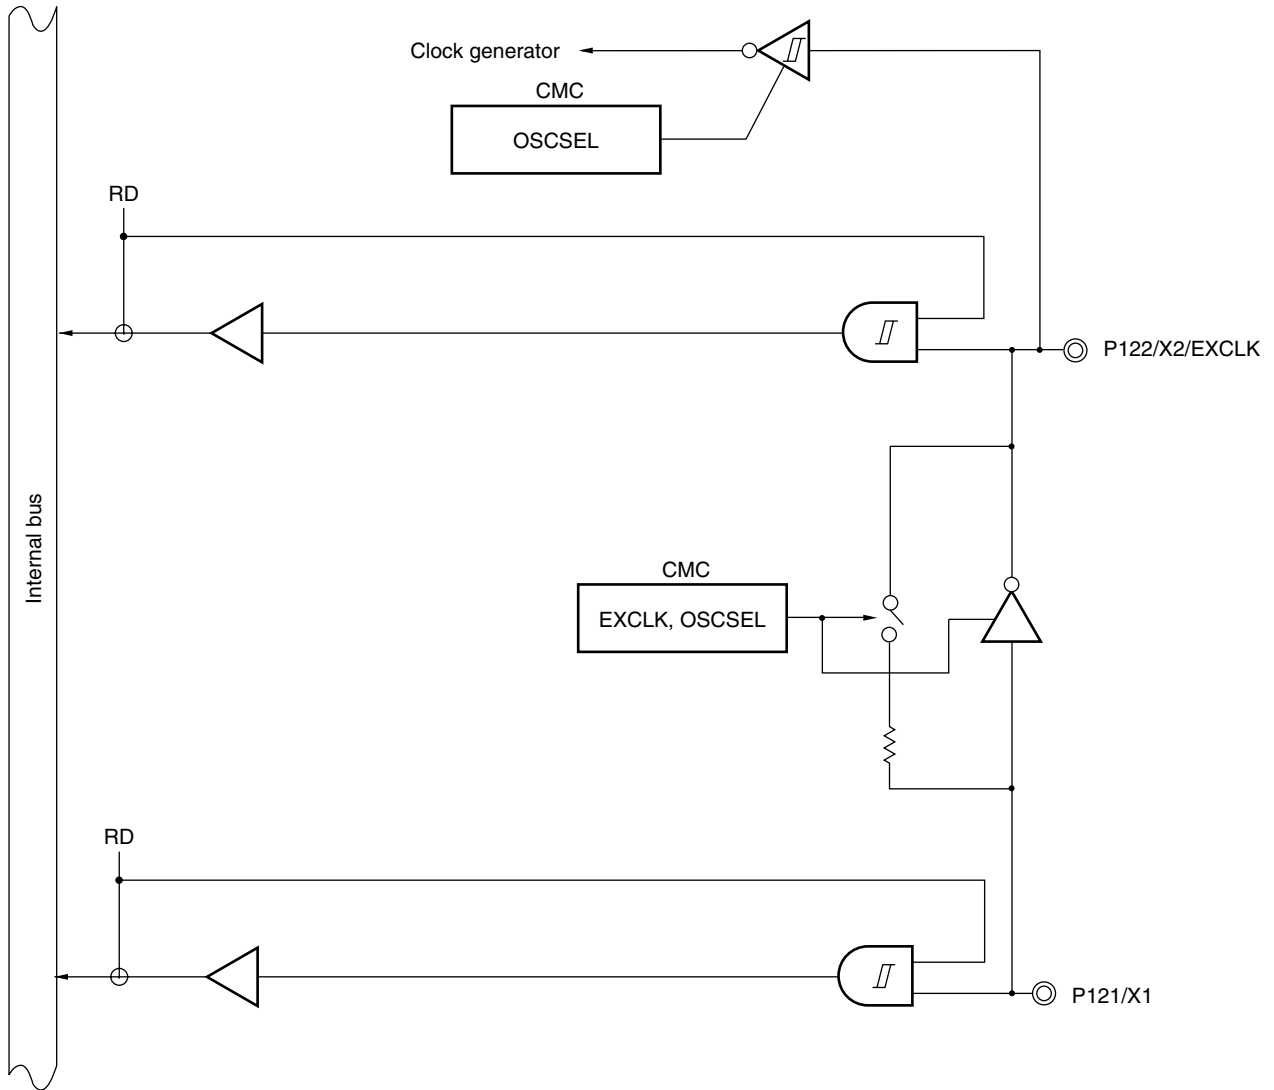 Clock generator
CMC
OSCSEL
RD
P122/X2/EXCLK
Internal bus
CMC
EXCLK, OSCSEL
RD
P121/X1